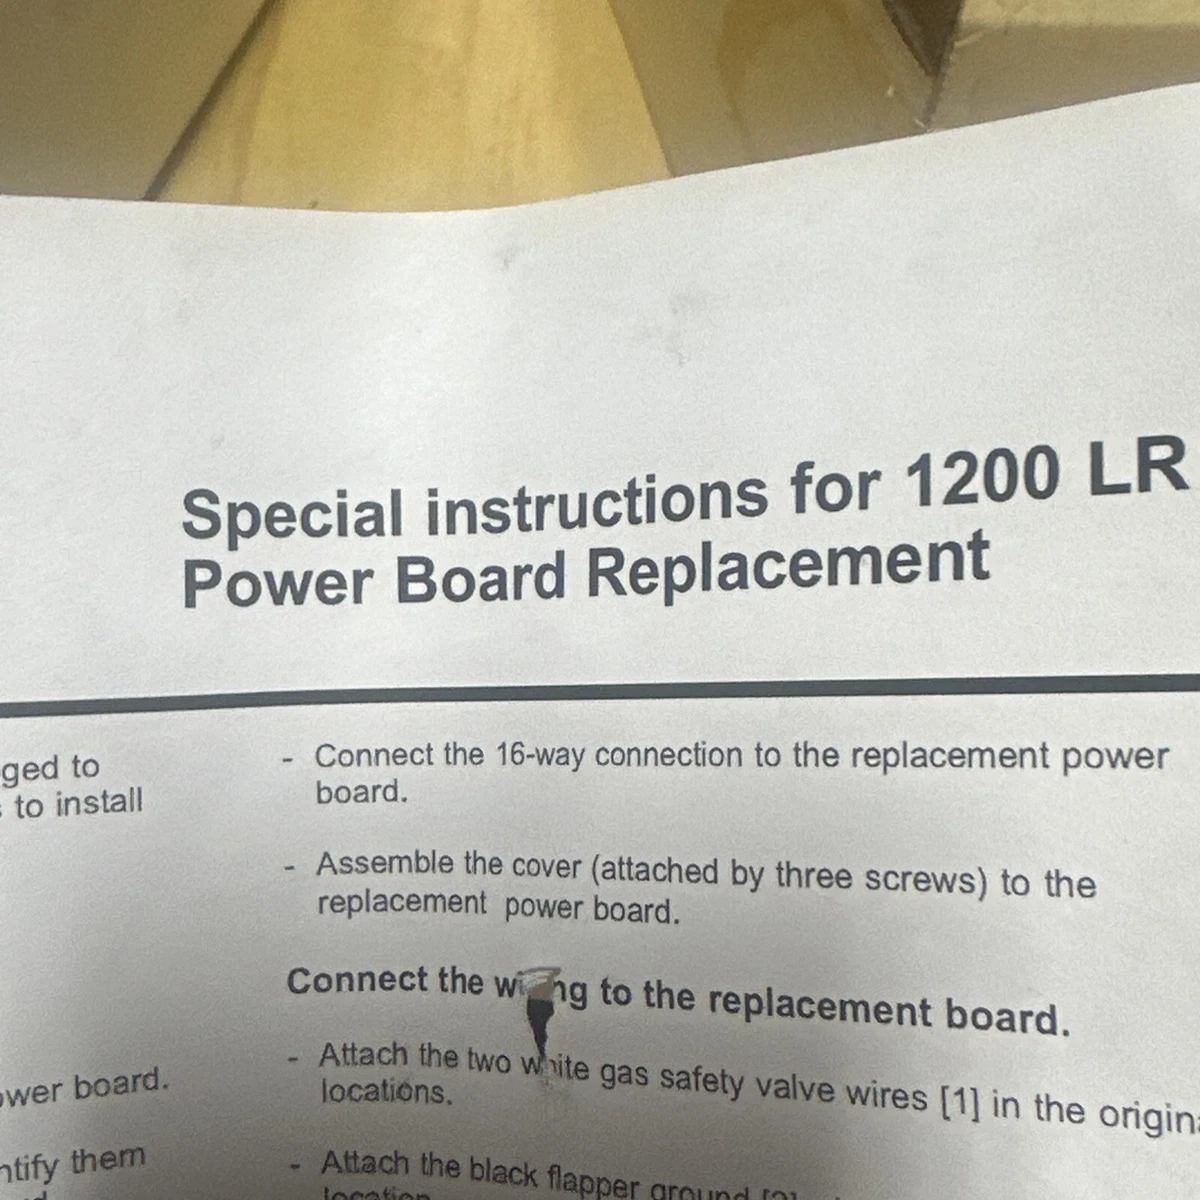 Special instructions for 1200 LR
Power Board Replacement
ged to
to install
ower board.
ntify them
- Connect the 16-way connection to the replacement power
board.
- Assemble the cover (attached by three screws) to the
replacement power board.
Connect the wiring to the replacement board.
- Attach the two white gas safety valve wires [1] in the origina
locations.
- Attach the black flapper ground
location